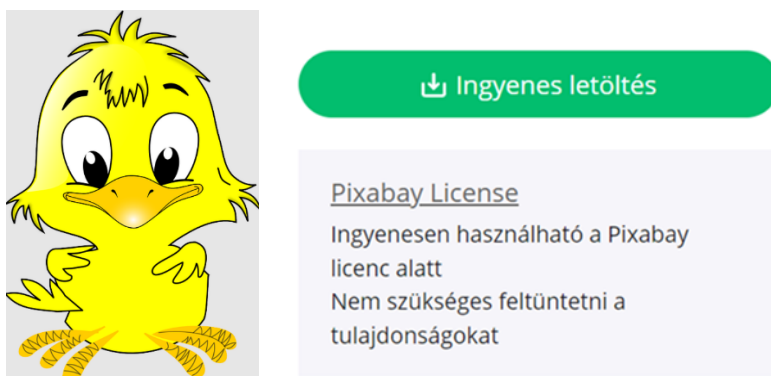 Ingyenes letöltés
Pixabay License
Ingyenesen használható a Pixabay
licenc alatt
Nem szükséges feltüntetni a
tulajdonságokat